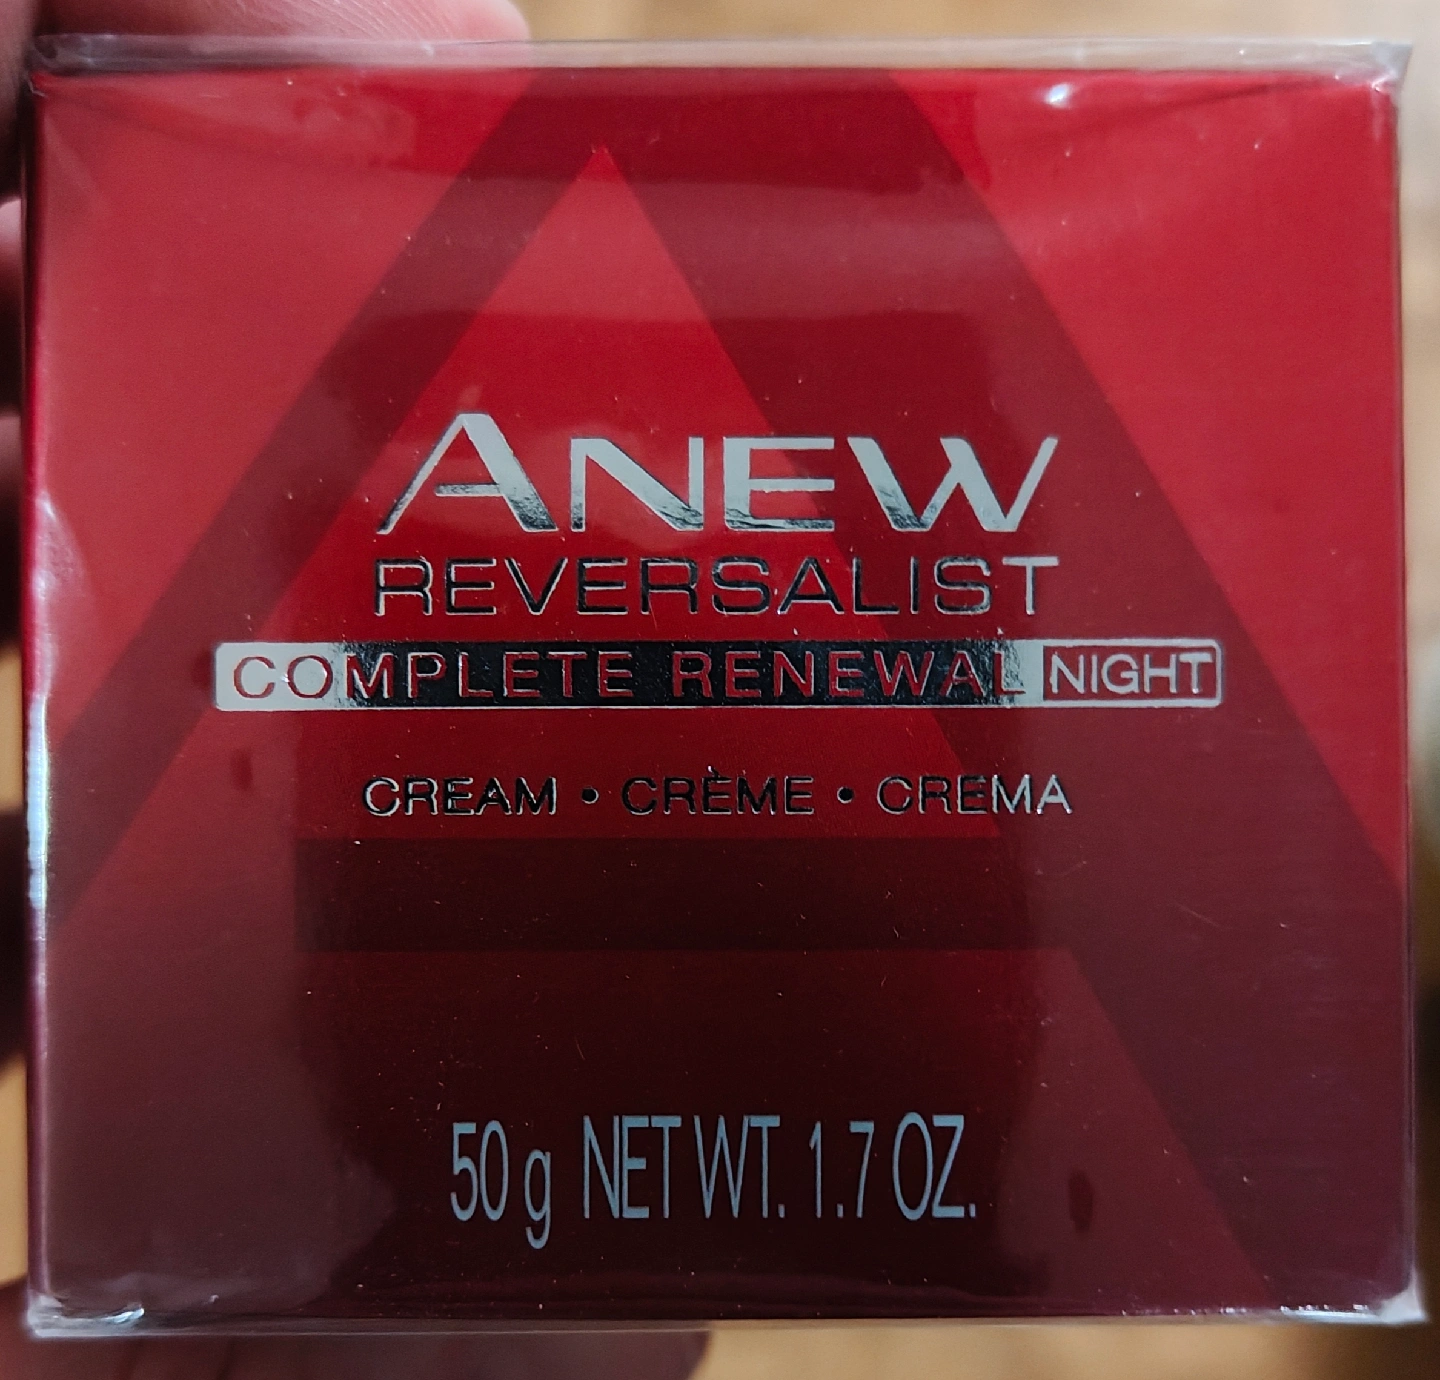 ANEW
REVERSALIST
COMPLETE RENEWAL NIGHT
CREAM • CRÈME • CREMA
50 g NET WT. 1.7 OZ.